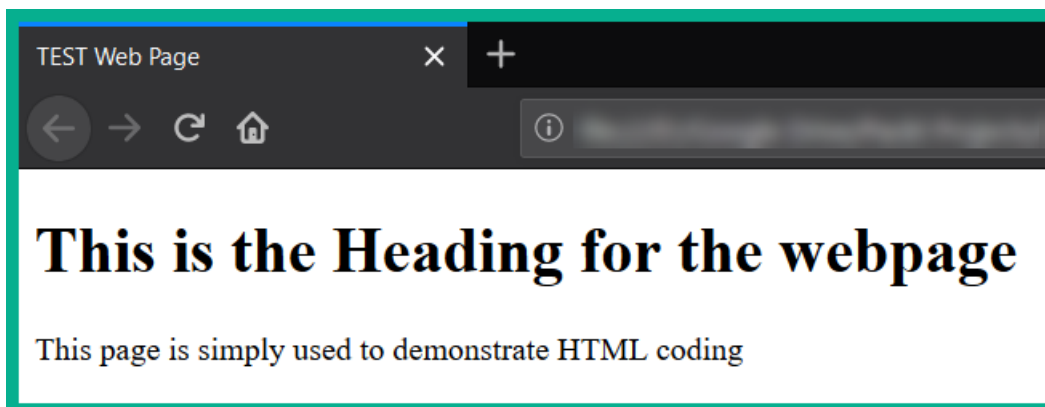 TEST Web Page
This is the Heading for the webpage
This page is simply used to demonstrate HTML coding